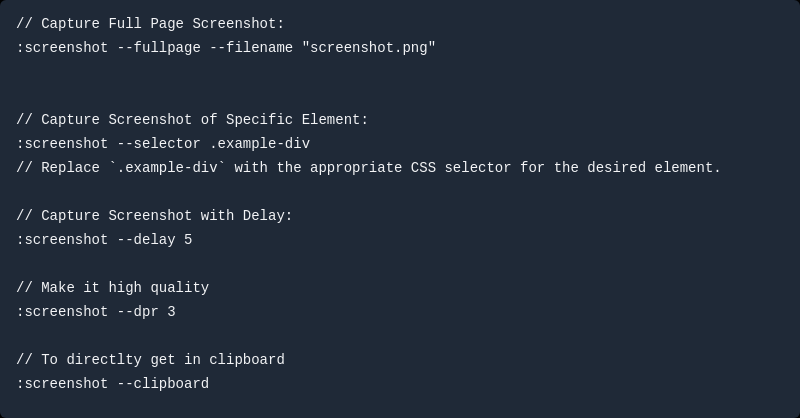 // Capture Full Page Screenshot:
:screenshot --fullpage --filename "screenshot.png"
// Capture Screenshot of Specific Element:
:screenshot --selector .example-div
// Replace `.example-div` with the appropriate CSS selector for the desired element.
// Capture Screenshot with Delay:
:screenshot --delay 5
// Make it high quality
:screenshot --dpr 3
// To directlty get in clipboard
:screenshot --clipboard